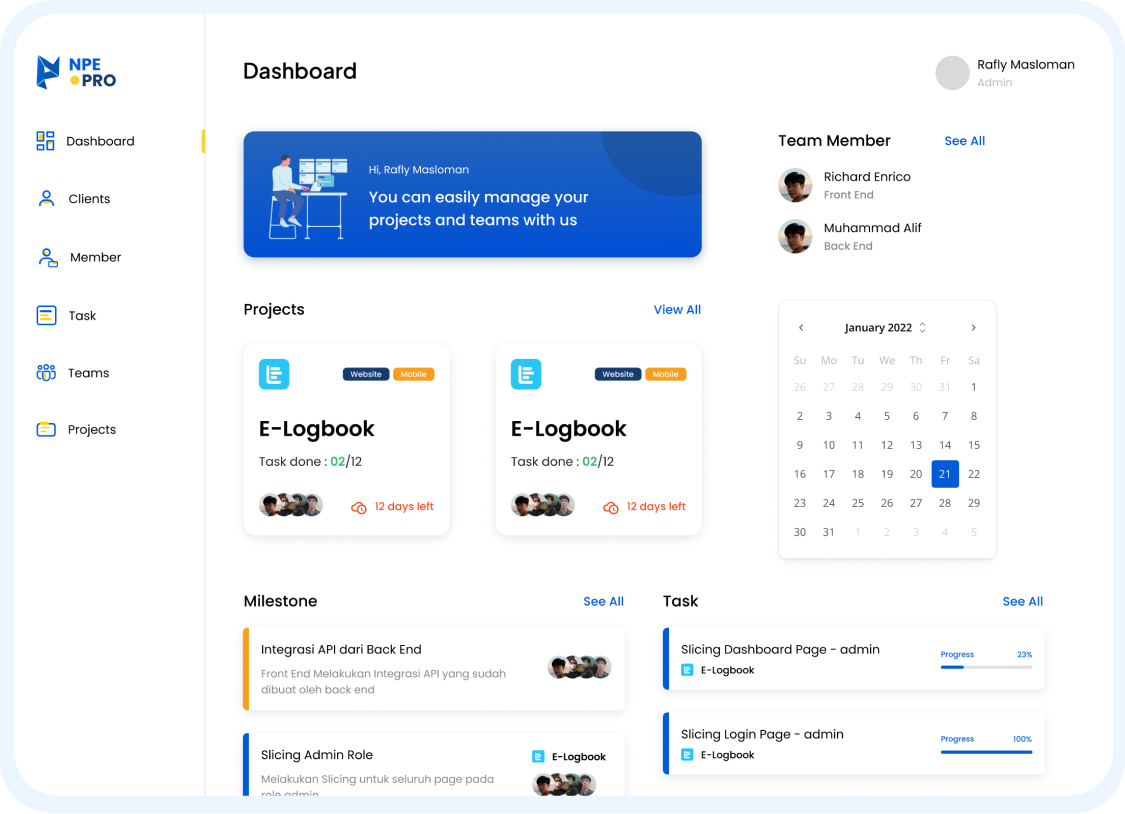 NPE
PRO
Dashboard
Clients
Member
Task
Teams
Projects
Dashboard
Rafly Masloman
Admin
Hi, Rafly Masloman
You can easily manage your
projects and teams with us
Team Member
See All
Richard Enrico
Front End
Muhammad Alif
Back End
Projects
View All
Website
Mobile
E-Logbook
Task done : 02/12
12 days left
Website
Mobile
E-Logbook
Task done : 02/12
12 days left
January 2022
Su Mo Tu We Th Fr Sa
26 27 28 29 30 31 1
2 3 4 5 6 7 8
9 10 11 12 13 14 15
16 17 18 19 20 21 22
23 24 25 26 27 28 29
30 31 1 2 3 4 5
Milestone
See All
Integrasi API dari Back End
Front End Melakukan Integrasi API yang sudah
dibuat oleh back end
Slicing Admin Role
E-Logbook
Melakukan Slicing untuk seluruh page pada
role admin
Task
See All
Slicing Dashboard Page - admin
E-Logbook
Progress 23%
Slicing Login Page - admin
E-Logbook
Progress 100%